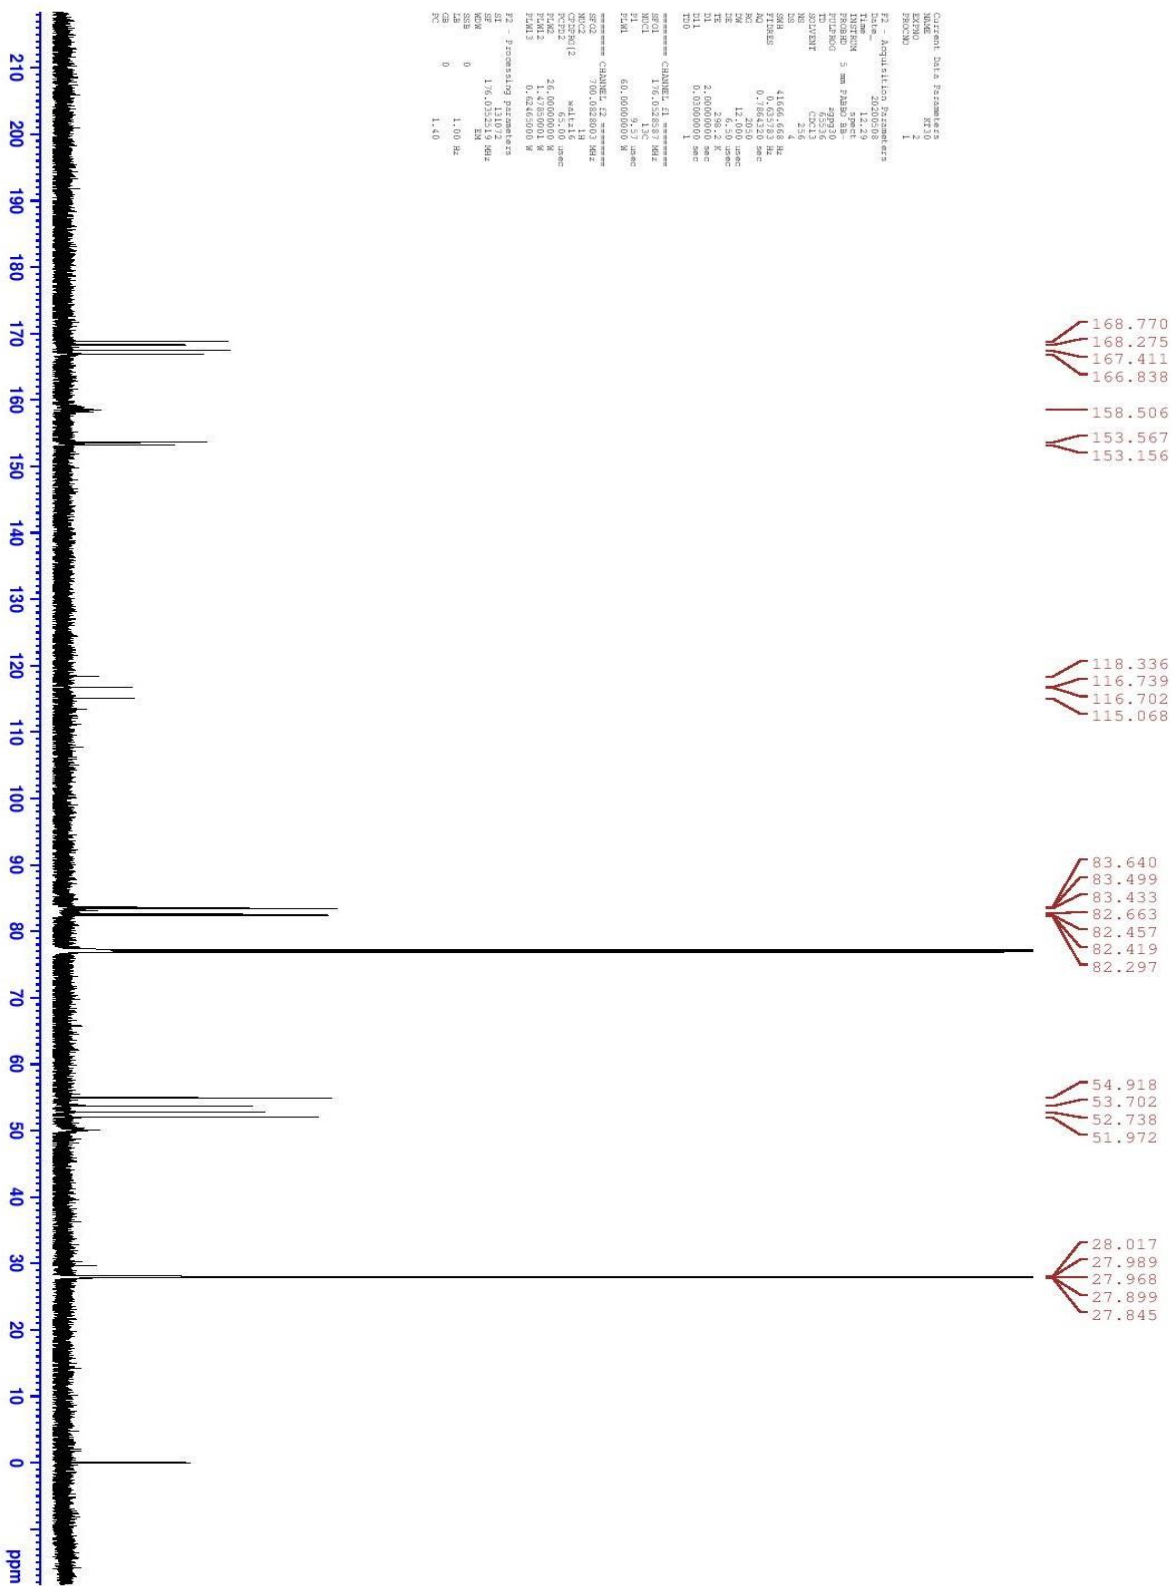 Current Data Parameters
NAME KT30
EXPNO 2
PROCNO 1
F2 - Acquisition Parameters
Date_ 20200508
Time 12.29
INSTRUM spect
PROBHD 5 mm PABBO BB-
PULPROG zgpg30
TD 65536
SOLVENT CDCl3
NS 256
DS 4
SWH 41666.668 Hz
FIDRES 0.635783 Hz
AQ 0.7864320 sec
RG 2050
DW 12.000 usec
DE 6.50 usec
TE 298.2 K
D1 2.00000000 sec
D11 0.03000000 sec
TD0 1
======== CHANNEL f1 ========
SFO1 176.0528587 MHz
NUC1 13C
P1 9.57 usec
PLW1 60.00000000 W
======== CHANNEL f2 ========
SFO2 700.0828003 MHz
NUC2 1H
CPDPRG[2 waltz16
PCPD2 65.00 usec
PLW2 26.00000000 W
PLW12 1.47850001 W
PLW13 0.62465000 W
F2 - Processing parameters
SI 131072
SF 176.0352519 MHz
WDW EM
SSB 0
LB 1.00 Hz
GB 0
PC 1.40
168.770
168.275
167.411
166.838
158.506
153.567
153.156
118.336
116.739
116.702
115.068
83.640
83.499
83.433
82.663
82.457
82.419
82.297
54.918
53.702
52.738
51.972
28.017
27.989
27.968
27.899
27.845
210 200 190 180 170 160 150 140 130 120 110 100 90 80 70 60 50 40 30 20 10 0 ppm